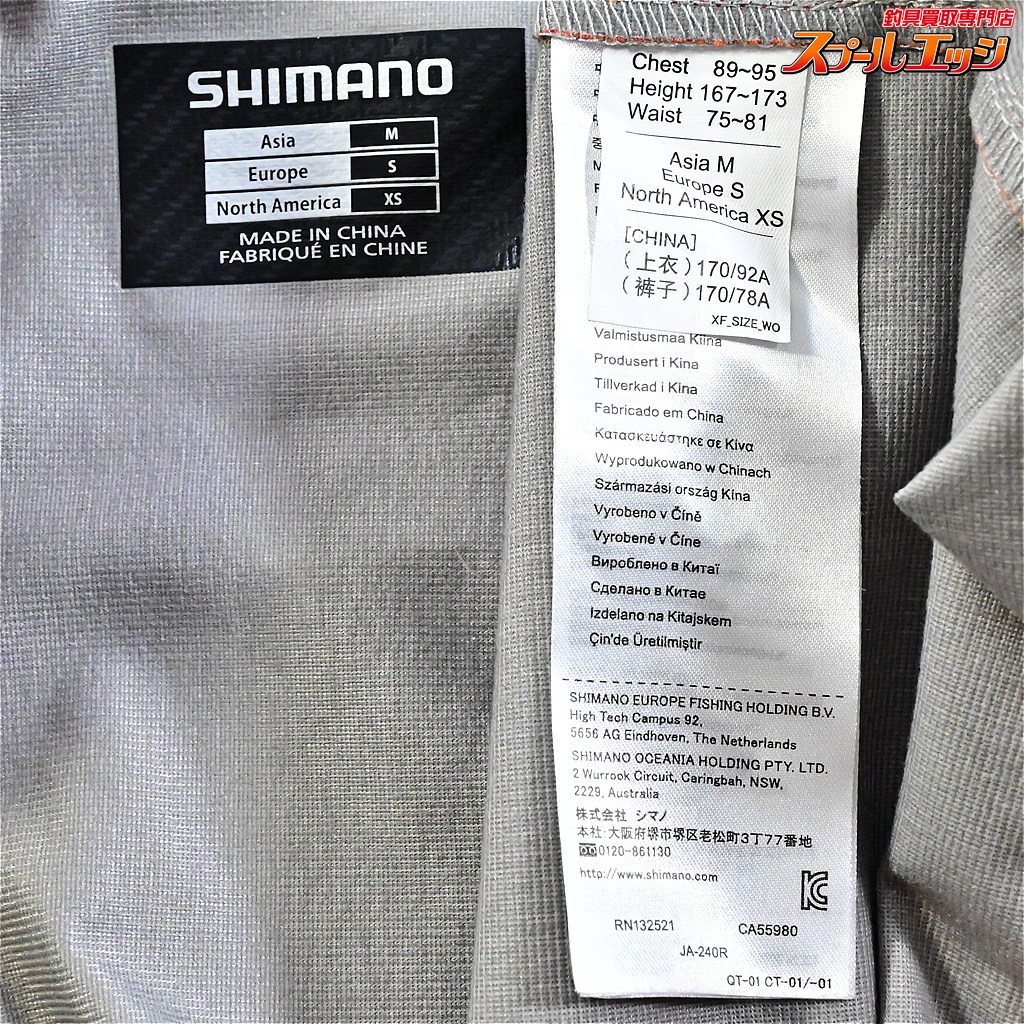 釣具買取専門店
スプールエッジ
SHIMANO
Asia M
Europe S
North America XS
MADE IN CHINA
FABRIQUÉ EN CHINE
Chest 89~95
Height 167~173
Waist 75~81
Asia M
Europe S
North America XS
[CHINA]
(上衣) 170/92A
(裤子) 170/78A
XF_SIZE_WO
Valmistusmaa Kiina
Produsert i Kina
Tillverkad i Kina
Fabricado em China
Κατασκευάστηκε σε Κίνα
Wyprodukowano w Chinach
Származási ország Kína
Vyrobeno v Číně
Vyrobené v Číne
Вироблено в Китаї
Сделано в Китае
Izdelano na Kitajskem
Çin'de Üretilmiştir
SHIMANO EUROPE FISHING HOLDING B.V.
High Tech Campus 92,
5656 AG Eindhoven, The Netherlands
SHIMANO OCEANIA HOLDING PTY. LTD.
2 Wurrook Circuit, Caringbah, NSW,
2229, Australia
株式会社 シマノ
本社:大阪府堺市堺区老松町3丁77番地
0120-861130
http://www.shimano.com
RN132521 CA55980
JA-240R
QT-01 CT-01/-01